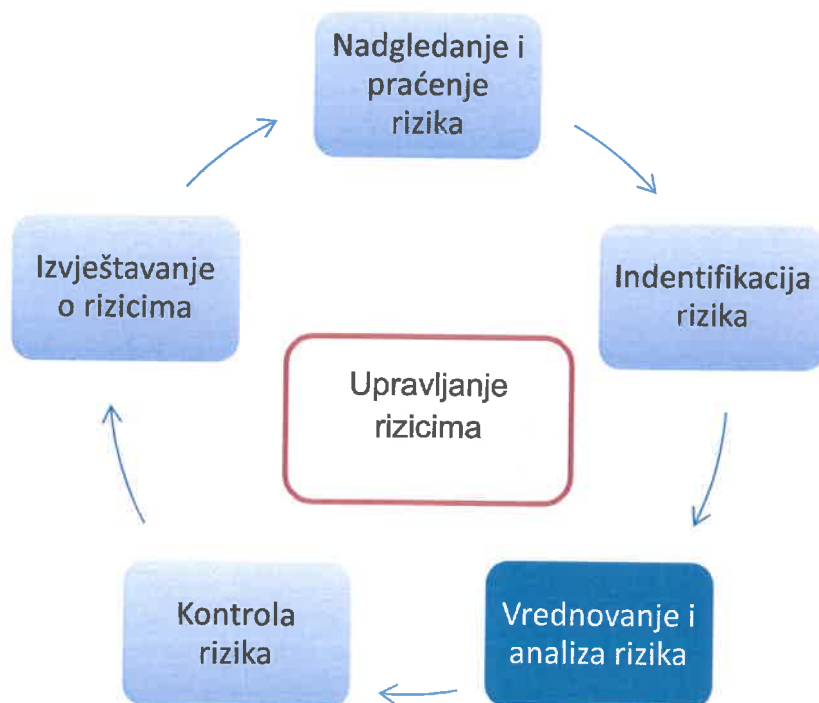 Nadgledanje i
praćenje
rizika
Indentifikacija
rizika
Vrednovanje i
analiza rizika
Kontrola
rizika
Izvještavanje
o rizicima
Upravljanje
rizicima